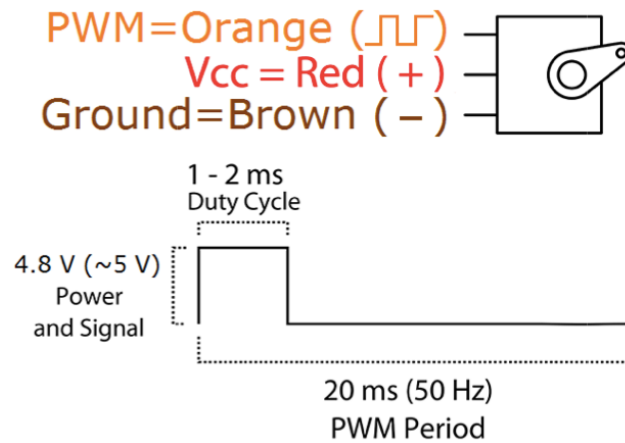 PWM=Orange (⎍⎍)
Vcc = Red (+)
Ground=Brown (−)
1 - 2 ms
Duty Cycle
4.8 V (~5 V)
Power
and Signal
20 ms (50 Hz)
PWM Period